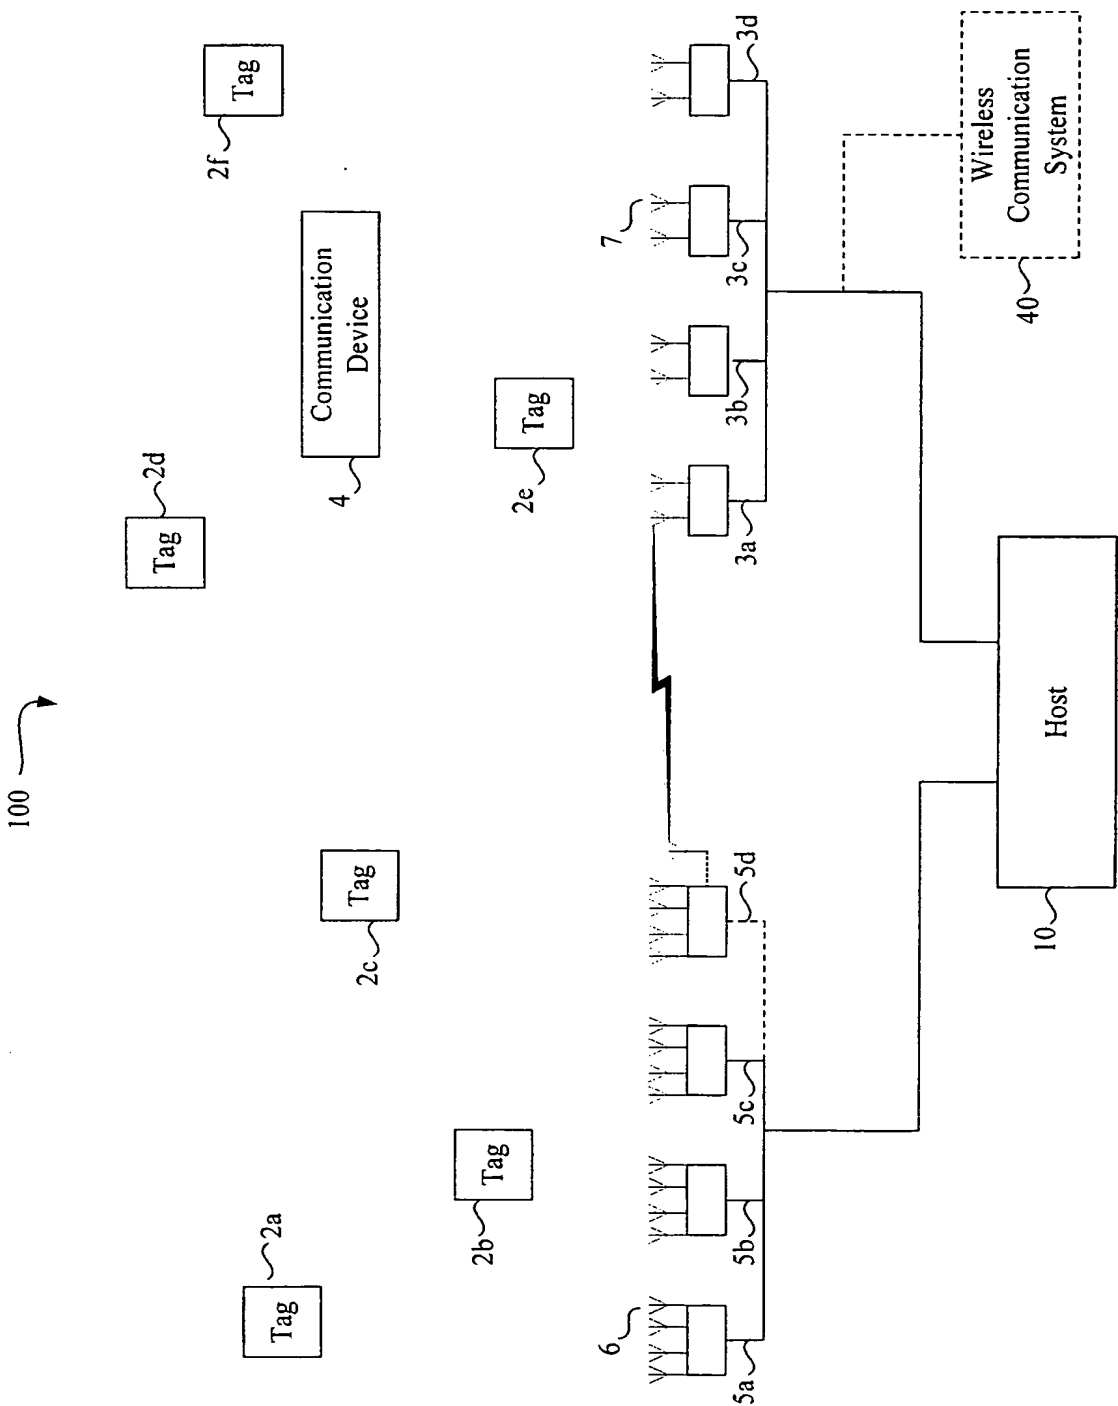 100
Tag
2a
Tag
2b
Tag
2c
Tag
2d
Tag
2e
Tag
2f
Communication
Device
4
6
7
5a
5b
5c
5d
3a
3b
3c
3d
Host
10
Wireless
Communication
System
40